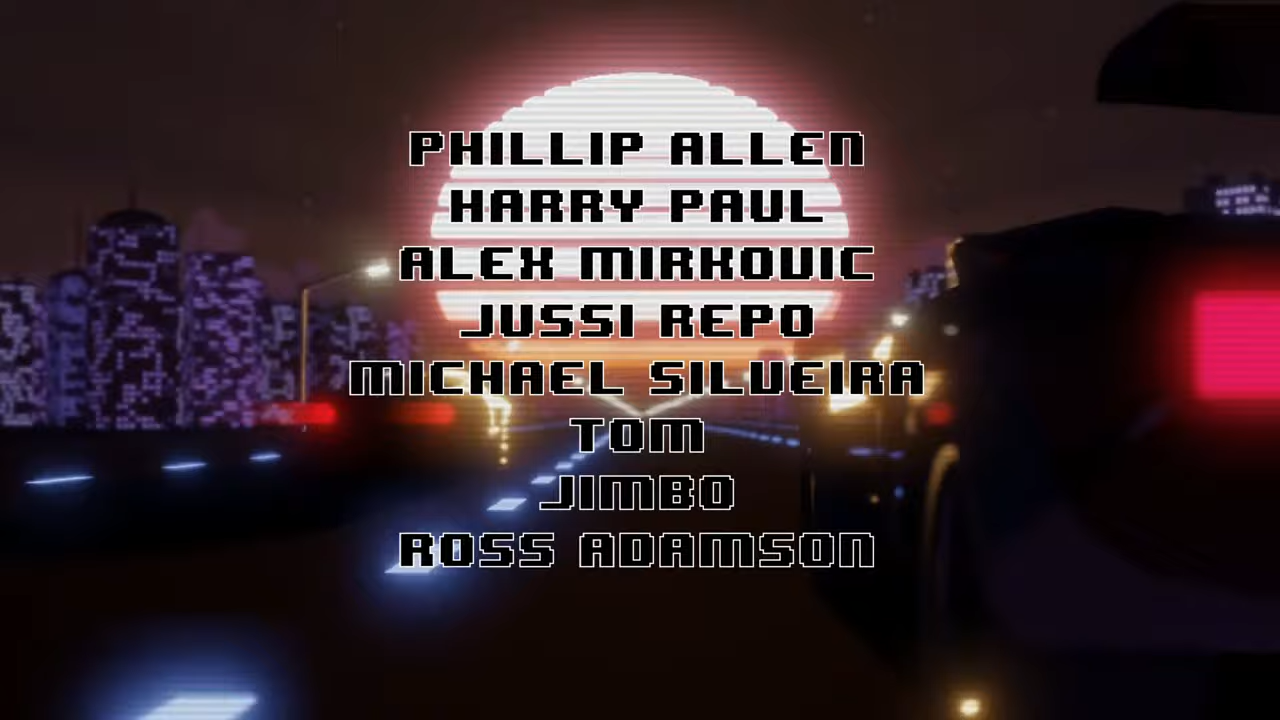 PHILLIP ALLEN
HARRY PAUL
ALEX MIRKOVIC
JUSSI REPO
MICHAEL SILVEIRA
TOM
JIMBO
ROSS ADAMSON